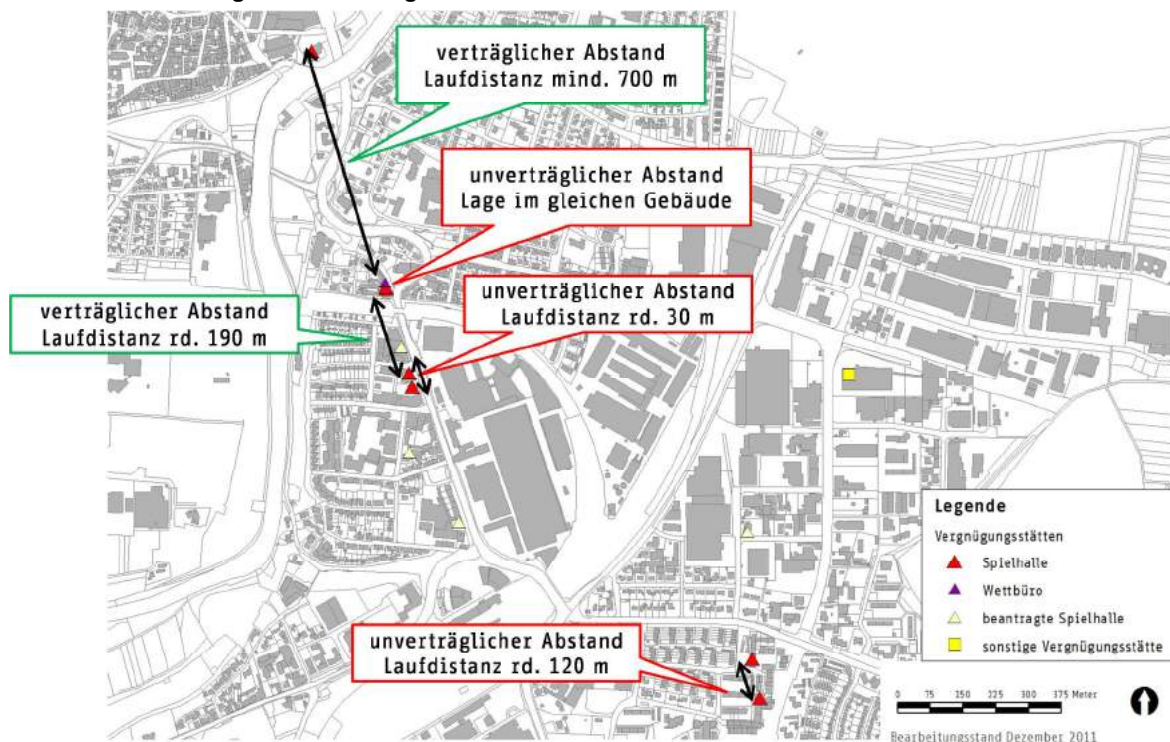 verträglicher Abstand
Laufdistanz mind. 700 m
unverträglicher Abstand
Lage im gleichen Gebäude
unverträglicher Abstand
Laufdistanz rd. 30 m
verträglicher Abstand
Laufdistanz rd. 190 m
unverträglicher Abstand
Laufdistanz rd. 120 m
Legende
Vergnügungsstätten
Spielhalle
Wettbüro
beantragte Spielhalle
sonstige Vergnügungsstätte
0 75 150 225 300 375 Meter
Bearbeitungsstand Dezember 2011